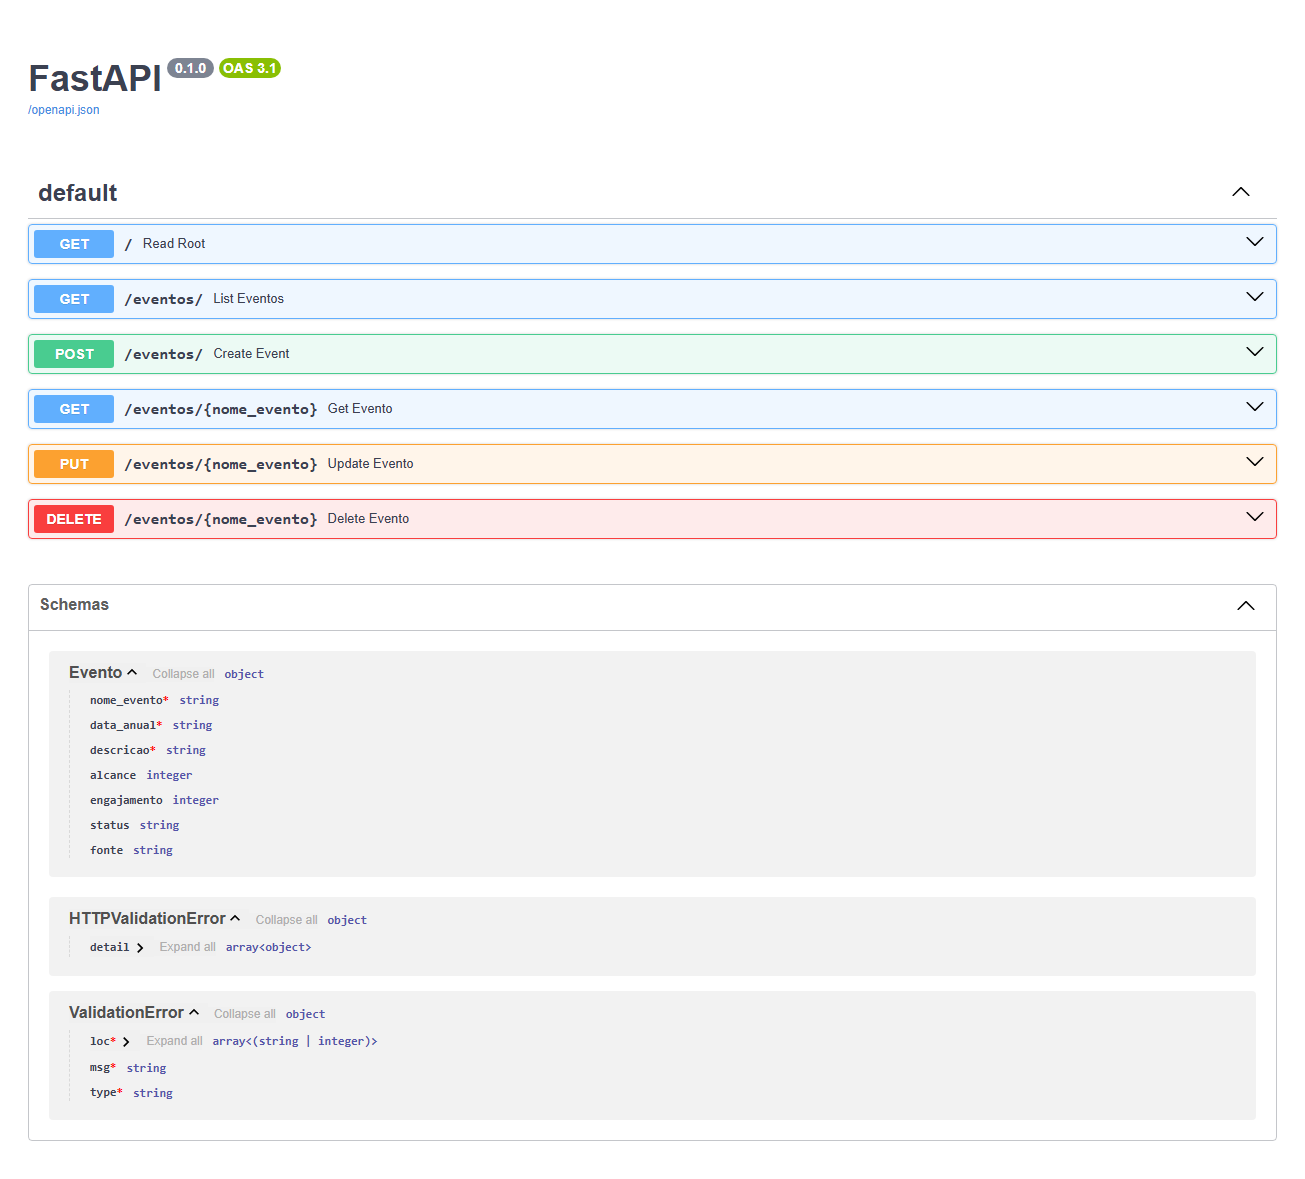 FastAPI 0.1.0 OAS 3.1
/openapi.json
default
GET / Read Root
GET /eventos/ List Eventos
POST /eventos/ Create Event
GET /eventos/{nome_evento} Get Evento
PUT /eventos/{nome_evento} Update Evento
DELETE /eventos/{nome_evento} Delete Evento
Schemas
Evento Collapse all object
nome_evento* string
data_anual* string
descricao* string
alcance integer
engajamento integer
status string
fonte string
HTTPValidationError Collapse all object
detail Expand all array<object>
ValidationError Collapse all object
loc* Expand all array<(string | integer)>
msg* string
type* string